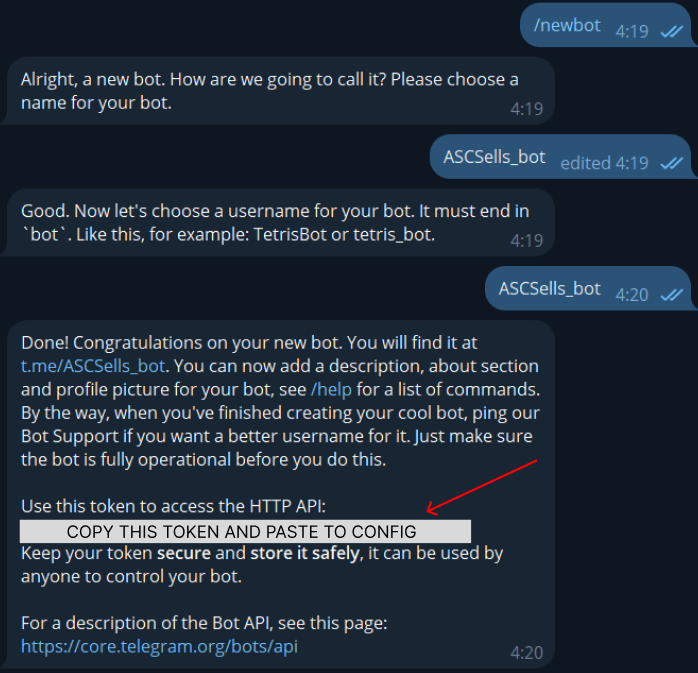 /newbot 4:19
Alright, a new bot. How are we going to call it? Please choose a
name for your bot.
4:19
ASCSells_bot edited 4:19
Good. Now let's choose a username for your bot. It must end in
`bot`. Like this, for example: TetrisBot or tetris_bot.
4:19
ASCSells_bot 4:20
Done! Congratulations on your new bot. You will find it at
t.me/ASCSells_bot. You can now add a description, about section
and profile picture for your bot, see /help for a list of commands.
By the way, when you've finished creating your cool bot, ping our
Bot Support if you want a better username for it. Just make sure
the bot is fully operational before you do this.
Use this token to access the HTTP API:
COPY THIS TOKEN AND PASTE TO CONFIG
Keep your token secure and store it safely, it can be used by
anyone to control your bot.
For a description of the Bot API, see this page:
https://core.telegram.org/bots/api
4:20